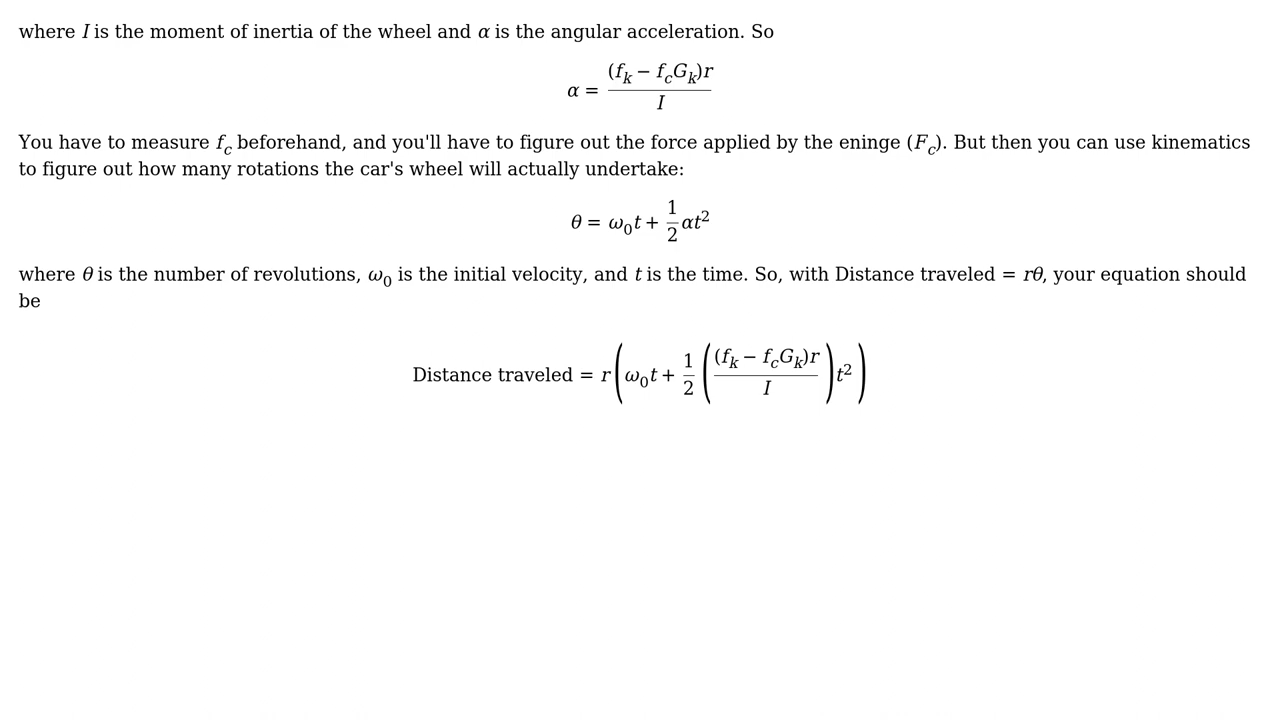 where I is the moment of inertia of the wheel and α is the angular acceleration. So
α = \frac{(f_k − f_cG_k)r}{I}
You have to measure f_c beforehand, and you'll have to figure out the force applied by the eninge (F_c). But then you can use kinematics
to figure out how many rotations the car's wheel will actually undertake:
θ = ω_0t + \frac{1}{2}αt^2
where θ is the number of revolutions, ω_0 is the initial velocity, and t is the time. So, with Distance traveled = rθ, your equation should
be
Distance traveled = r(ω_0t + \frac{1}{2}(\frac{(f_k − f_cG_k)r}{I})t^2)